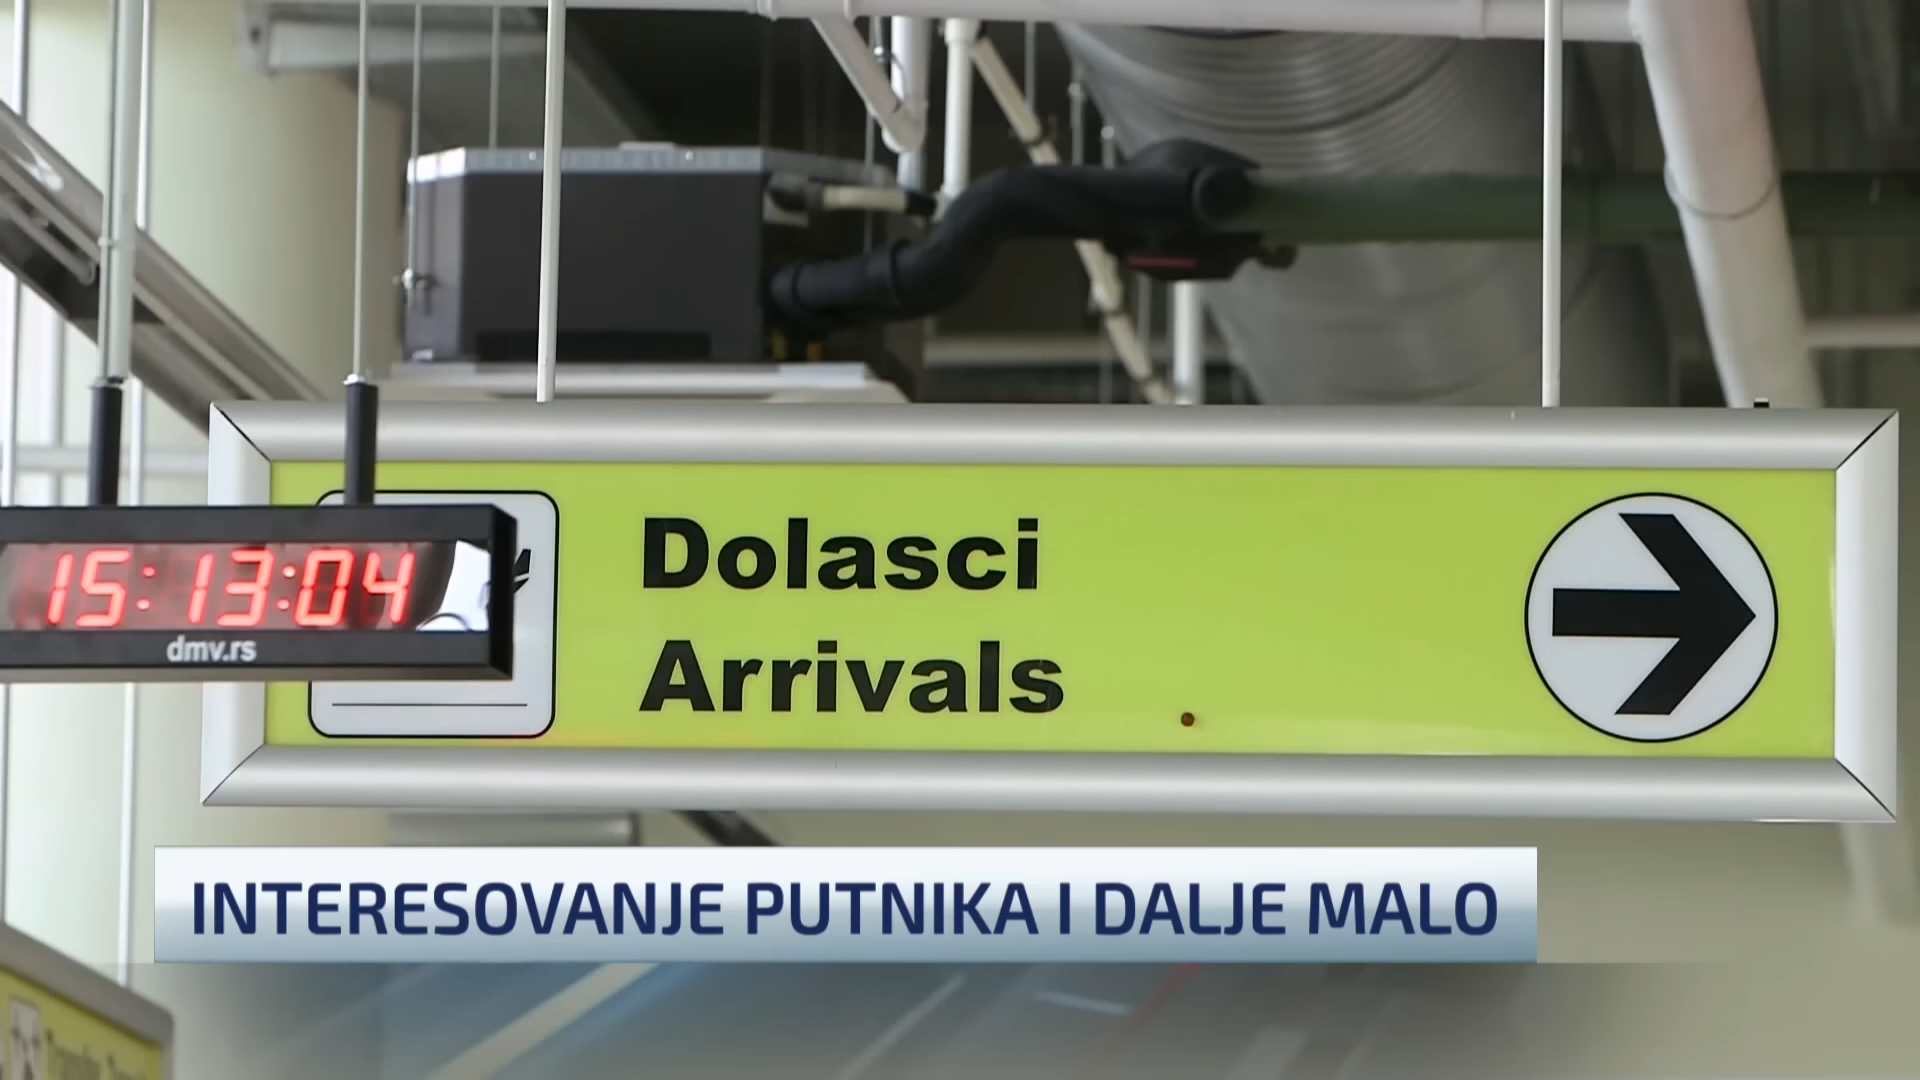 Dolasci
15:13:04
dmv.rs
Arrivals
INTERESOVANJE PUTNIKA I DALJE MALO